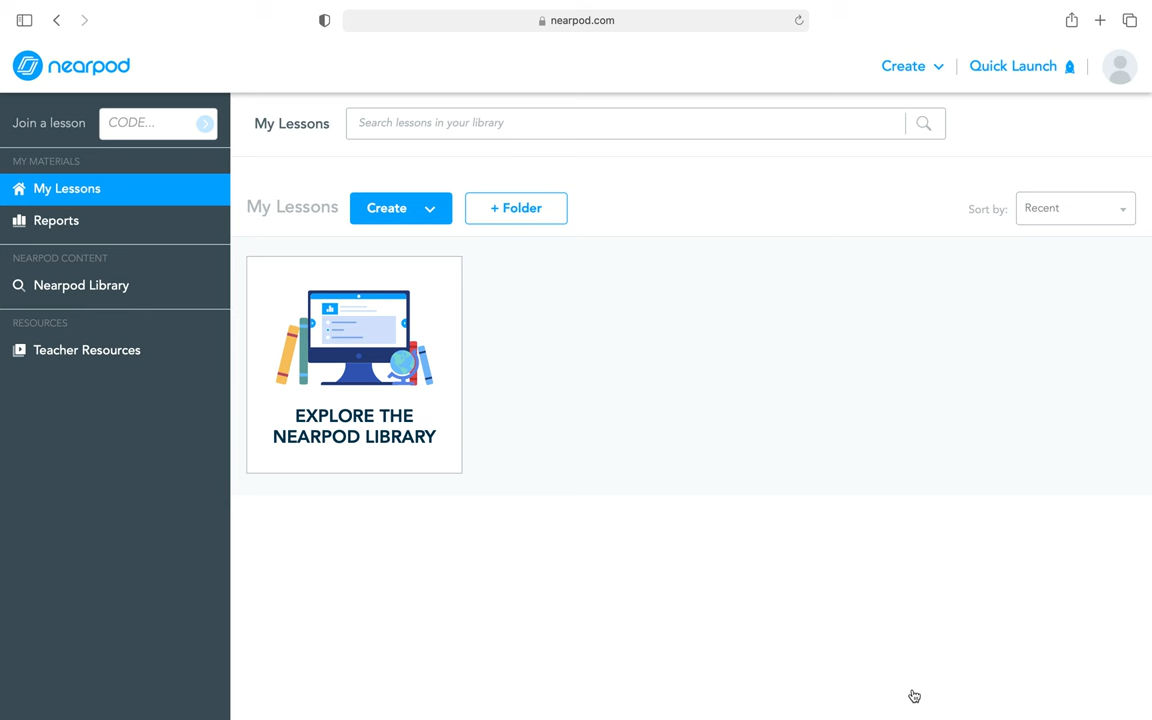 nearpod.com
nearpod
Create
Quick Launch
Join a lesson
CODE...
My Lessons
Search lessons in your library
MY MATERIALS
My Lessons
Reports
My Lessons
Create
+ Folder
Sort by:
Recent
NEARPOD CONTENT
Nearpod Library
RESOURCES
Teacher Resources
EXPLORE THE
NEARPOD LIBRARY